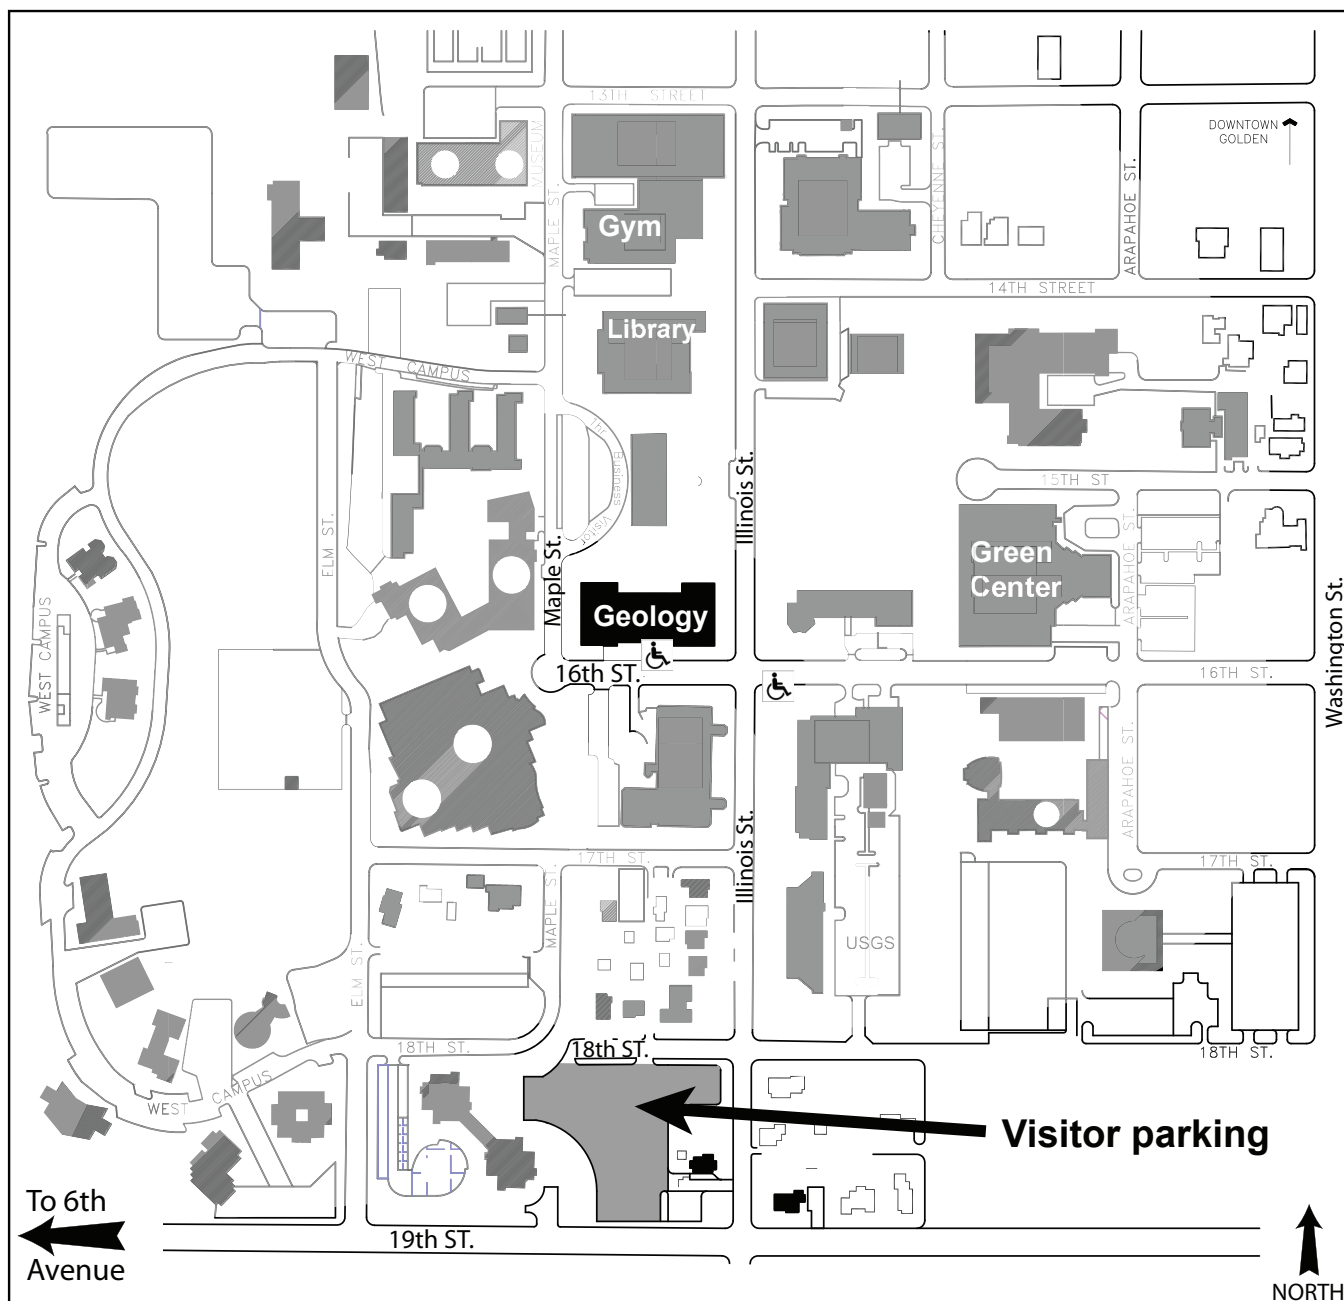 13TH STREET
DOWNTOWN
GOLDEN
MUSEUM
MAPLE ST.
Gym
CHEYENNE ST.
ARAPAHOE ST.
14TH STREET
Library
WEST CAMPUS
1hr Business Visitor
15TH ST
Illinois St.
ELM ST.
Maple St.
Green
Center
ARAPAHOE ST.
Geology
WEST CAMPUS
16th ST.
16TH ST.
Washington St.
ARAPAHOE ST.
Illinois St.
17TH ST.
17TH ST.
MAPLE ST.
USGS
ELM ST.
18TH ST.
18th ST.
18TH ST.
WEST CAMPUS
Visitor parking
To 6th
Avenue
19th ST.
NORTH